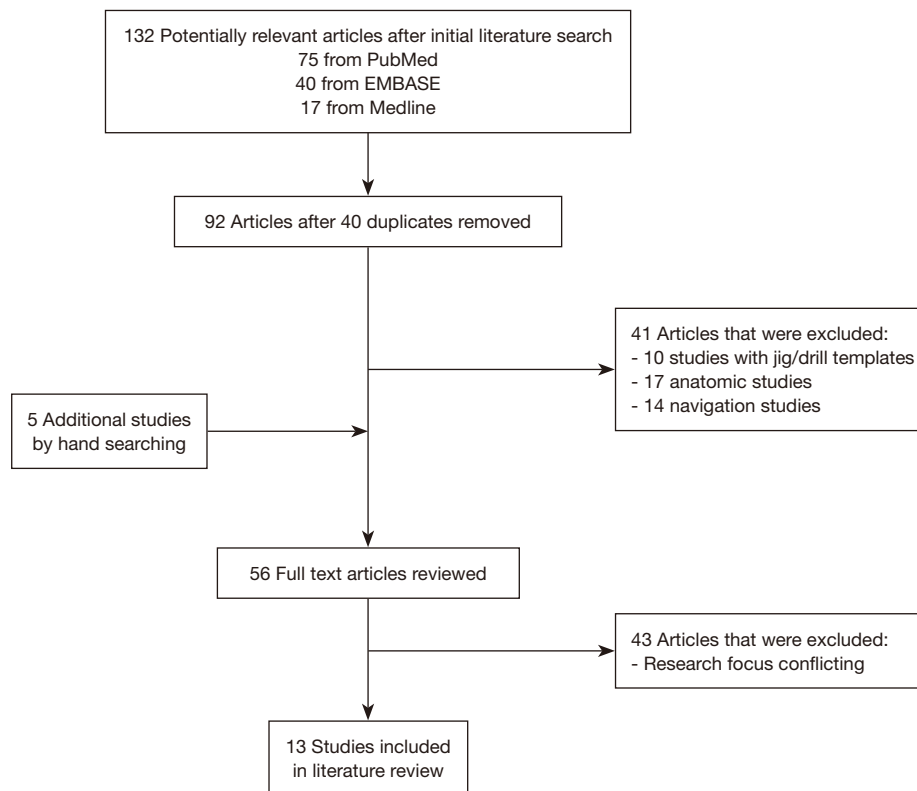 132 Potentially relevant articles after initial literature search
75 from PubMed
40 from EMBASE
17 from Medline
92 Articles after 40 duplicates removed
41 Articles that were excluded:
- 10 studies with jig/drill templates
- 17 anatomic studies
- 14 navigation studies
5 Additional studies
by hand searching
56 Full text articles reviewed
43 Articles that were excluded:
- Research focus conflicting
13 Studies included
in literature review